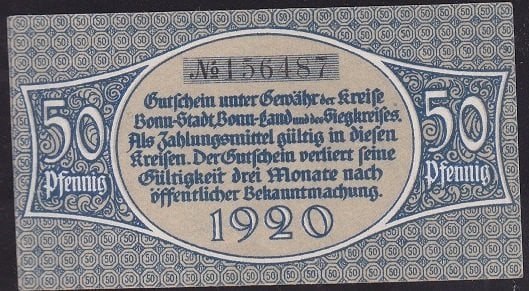 №156487
Gutschein unter Gewähr der Kreise
Bonn-Stadt, Bonn-Land und des Siegkreises.
Als Zahlungsmittel gültig in diesen
Kreisen. Der Gutschein verliert seine
Gültigkeit drei Monate nach
öffentlicher Bekanntmachung.
1920
50
Pfennig
50
Pfennig